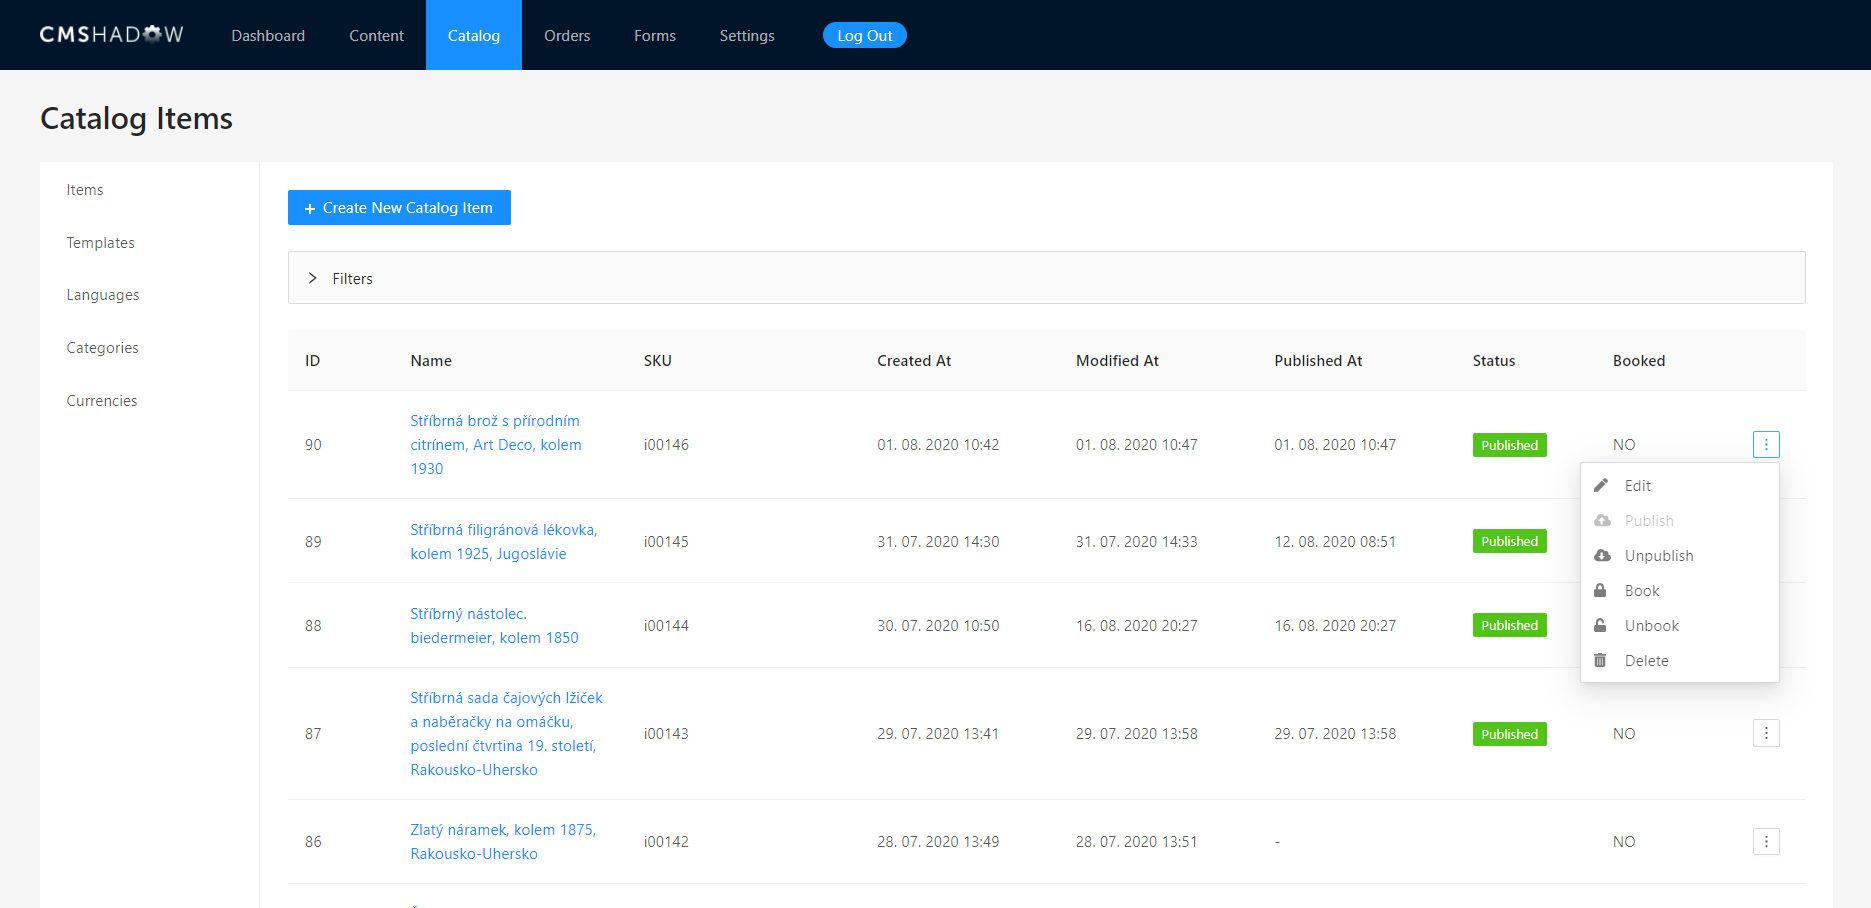 CMSHADOW Dashboard Content Catalog Orders Forms Settings Log Out
Catalog Items
Items
Templates
Languages
Categories
Currencies
+ Create New Catalog Item
Filters
ID Name SKU Created At Modified At Published At Status Booked
Stříbrná brož s přírodním
90 citrínem, Art Deco, kolem i00146 01. 08. 2020 10:42 01. 08. 2020 10:47 01. 08. 2020 10:47 Published NO
1930
Stříbrná filigránová lékovka,
89 kolem 1925, Jugoslávie i00145 31. 07. 2020 14:30 31. 07. 2020 14:33 12. 08. 2020 08:51 Published
Stříbrný nástolec.
88 biedermeier, kolem 1850 i00144 30. 07. 2020 10:50 16. 08. 2020 20:27 16. 08. 2020 20:27 Published
Edit
Publish
Unpublish
Book
Unbook
Delete
Stříbrná sada čajových lžiček
a naběračky na omáčku,
87 poslední čtvrtina 19. století, i00143 29. 07. 2020 13:41 29. 07. 2020 13:58 29. 07. 2020 13:58 Published NO
Rakousko-Uhersko
Zlatý náramek, kolem 1875,
86 Rakousko-Uhersko i00142 28. 07. 2020 13:49 28. 07. 2020 13:51 - NO